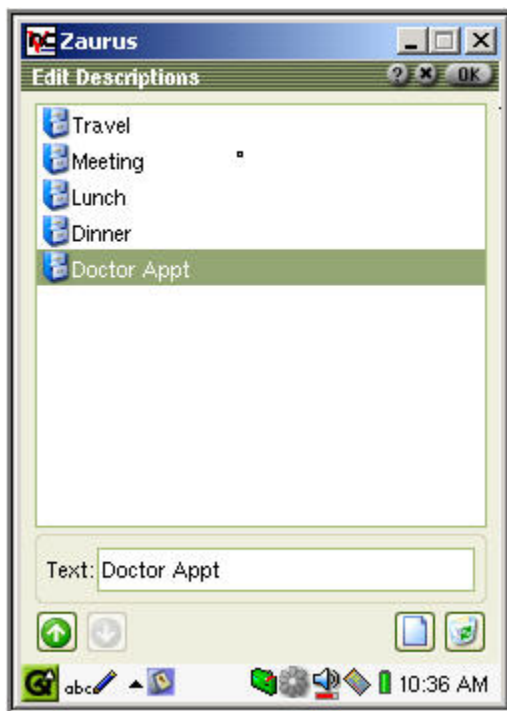 Zaurus
Edit Descriptions ? OK
Travel
Meeting
Lunch
Dinner
Doctor Appt
Text: Doctor Appt
abc 10:36 AM